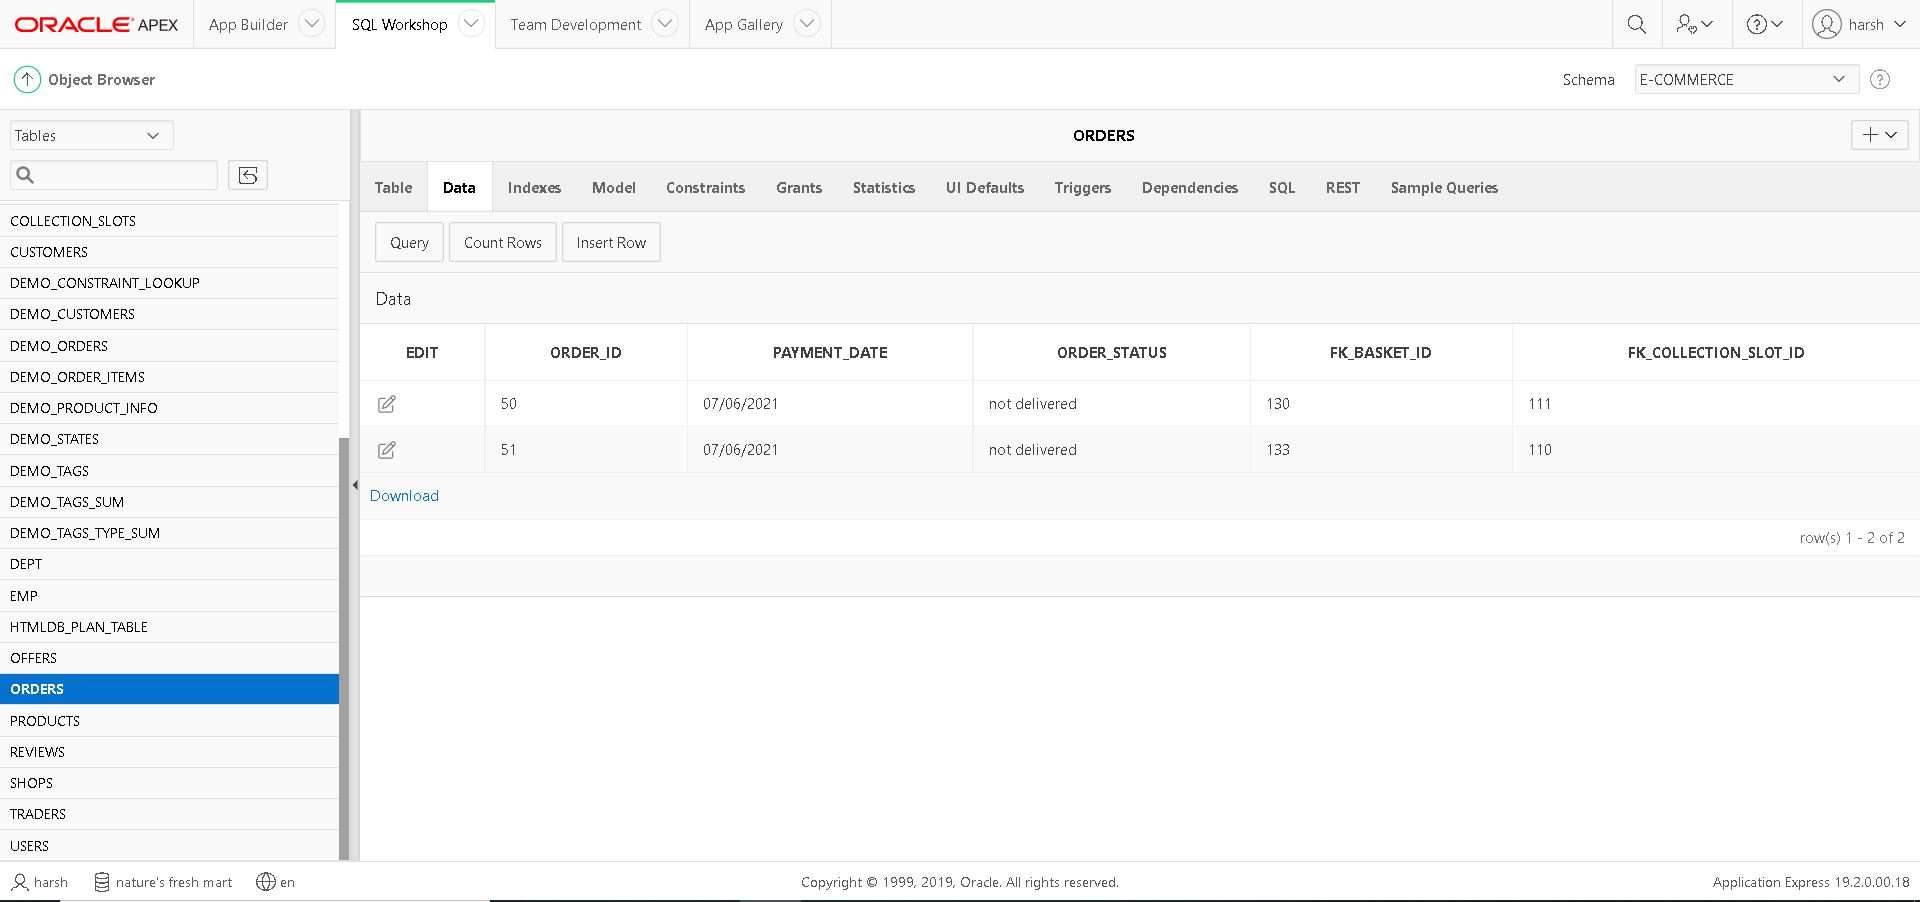 ORACLE APEX App Builder SQL Workshop Team Development App Gallery harsh
Object Browser Schema E-COMMERCE
Tables
ORDERS
Table Data Indexes Model Constraints Grants Statistics UI Defaults Triggers Dependencies SQL REST Sample Queries
Query Count Rows Insert Row
Data
EDIT ORDER_ID PAYMENT_DATE ORDER_STATUS FK_BASKET_ID FK_COLLECTION_SLOT_ID
50 07/06/2021 not delivered 130 111
51 07/06/2021 not delivered 133 110
Download
row(s) 1 - 2 of 2
COLLECTION_SLOTS
CUSTOMERS
DEMO_CONSTRAINT_LOOKUP
DEMO_CUSTOMERS
DEMO_ORDERS
DEMO_ORDER_ITEMS
DEMO_PRODUCT_INFO
DEMO_STATES
DEMO_TAGS
DEMO_TAGS_SUM
DEMO_TAGS_TYPE_SUM
DEPT
EMP
HTMLDB_PLAN_TABLE
OFFERS
ORDERS
PRODUCTS
REVIEWS
SHOPS
TRADERS
USERS
harsh nature's fresh mart en Copyright © 1999, 2019, Oracle. All rights reserved. Application Express 19.2.0.00.18